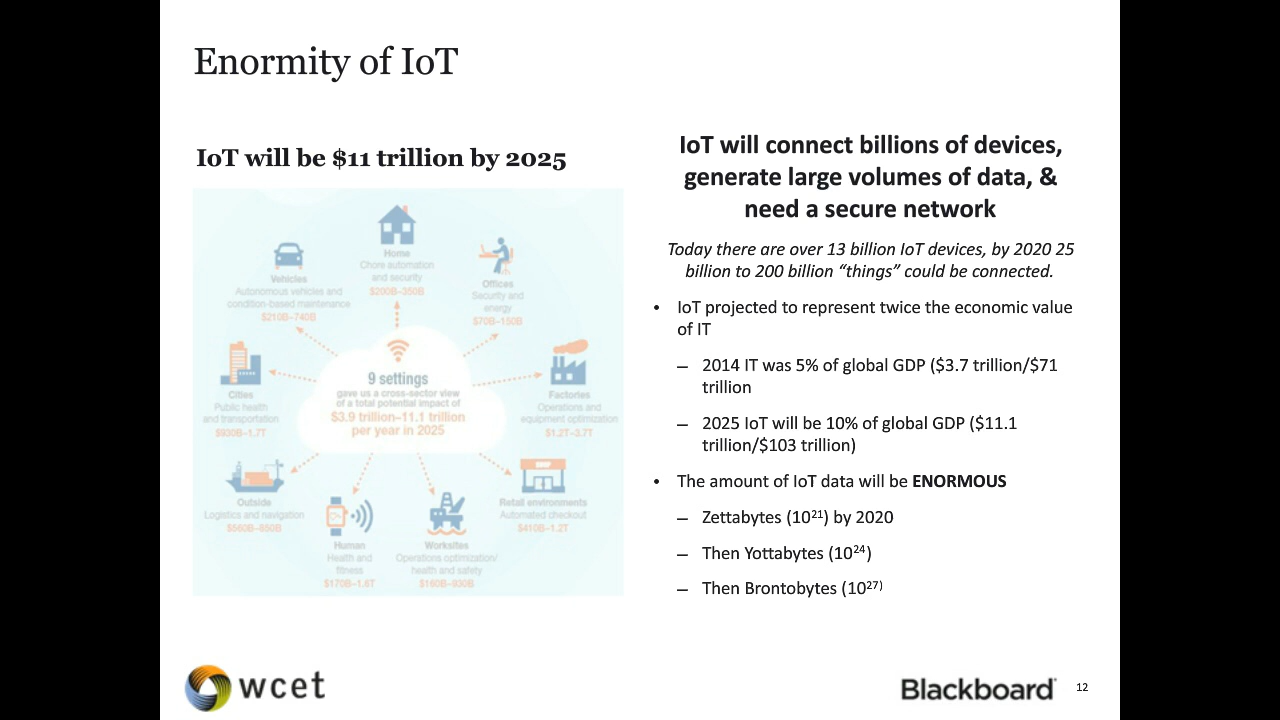 Enormity of IoT
IoT will be $11 trillion by 2025
Home
Chore automation
and security
$200B–350B
Vehicles
Autonomous vehicles and
condition-based maintenance
$210B–740B
Offices
Security and
energy
$70B–150B
9 settings
gave us a cross-sector view
of a total potential impact of
$3.9 trillion–11.1 trillion
per year in 2025
Cities
Public health
and transportation
$930B–1.7T
Factories
Operations and
equipment optimization
$1.2T–3.7T
Outside
Logistics and navigation
$560B–850B
Retail environments
Automated checkout
$410B–1.2T
Human
Health and
fitness
$170B–1.6T
Worksites
Operations optimization/
health and safety
$160B–930B
IoT will connect billions of devices,
generate large volumes of data, &
need a secure network
Today there are over 13 billion IoT devices, by 2020 25
billion to 200 billion “things” could be connected.
• IoT projected to represent twice the economic value
of IT
– 2014 IT was 5% of global GDP ($3.7 trillion/$71
trillion
– 2025 IoT will be 10% of global GDP ($11.1
trillion/$103 trillion)
• The amount of IoT data will be ENORMOUS
– Zettabytes (10²¹) by 2020
– Then Yottabytes (10²⁴)
– Then Brontobytes (10²⁷⁾
wcet
Blackboard
12